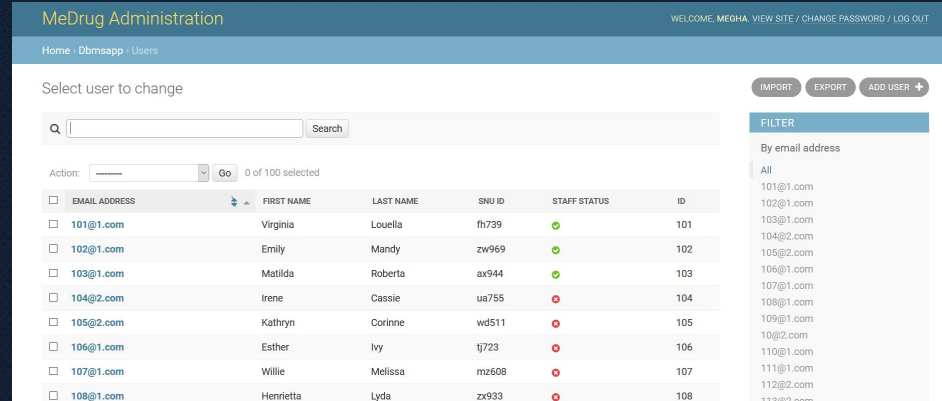 MeDrug Administration
WELCOME, MEGHA. VIEW SITE / CHANGE PASSWORD / LOG OUT
Home › Dbmsapp › Users
Select user to change
IMPORT EXPORT ADD USER +
Search
Action: --------- Go 0 of 100 selected
EMAIL ADDRESS FIRST NAME LAST NAME SNU ID STAFF STATUS ID
101@1.com Virginia Louella fh739 101
102@1.com Emily Mandy zw969 102
103@1.com Matilda Roberta ax944 103
104@2.com Irene Cassie ua755 104
105@2.com Kathryn Corinne wd511 105
106@1.com Esther Ivy tj723 106
107@1.com Willie Melissa mz608 107
108@1.com Henrietta Lyda zx933 108
FILTER
By email address
All
101@1.com
102@1.com
103@1.com
104@2.com
105@2.com
106@1.com
107@1.com
108@1.com
109@1.com
10@2.com
110@1.com
111@1.com
112@2.com
113@2.com